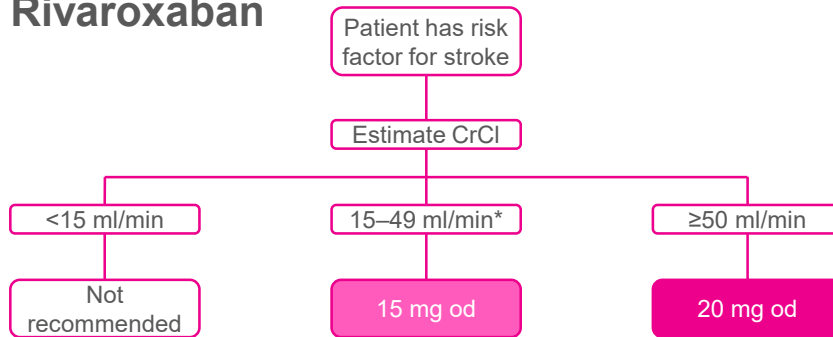 Rivaroxaban
Patient has risk
factor for stroke
Estimate CrCl
<15 ml/min
15–49 ml/min*
≥50 ml/min
Not
recommended
15 mg od
20 mg od